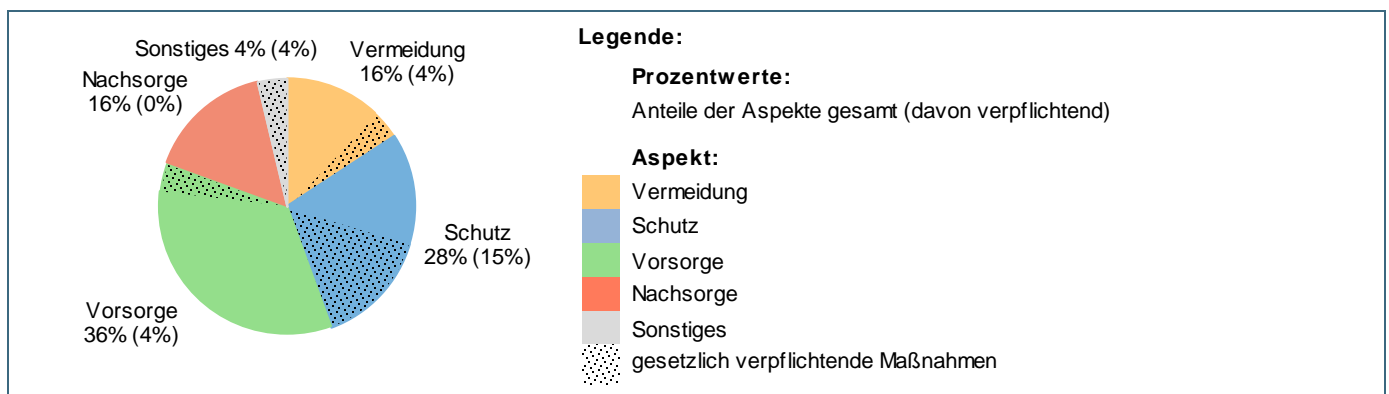 Sonstiges 4% (4%)
Vermeidung
16% (4%)
Nachsorge
16% (0%)
Schutz
28% (15%)
Vorsorge
36% (4%)
Legende:
Prozentwerte:
Anteile der Aspekte gesamt (davon verpflichtend)
Aspekt:
Vermeidung
Schutz
Vorsorge
Nachsorge
Sonstiges
gesetzlich verpflichtende Maßnahmen